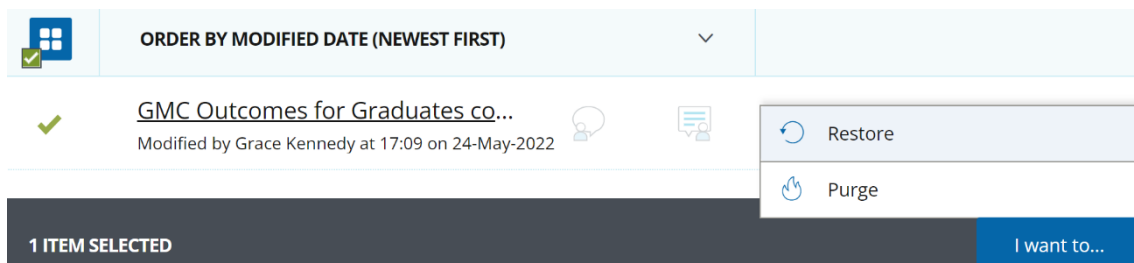 ORDER BY MODIFIED DATE (NEWEST FIRST)
GMC Outcomes for Graduates co...
Modified by Grace Kennedy at 17:09 on 24-May-2022
Restore
Purge
1 ITEM SELECTED
I want to...